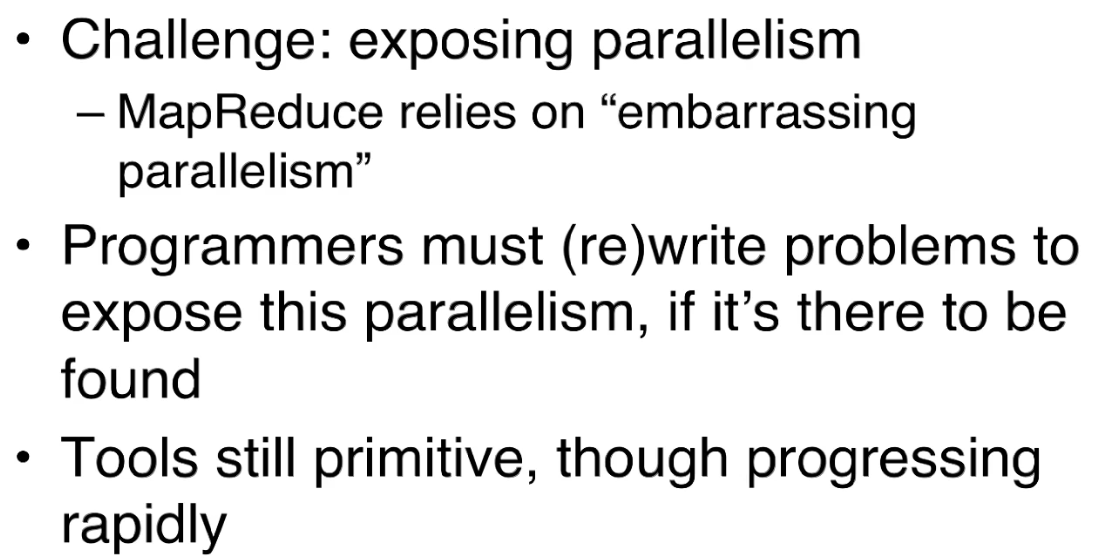 • Challenge: exposing parallelism
– MapReduce relies on “embarrassing
parallelism”
• Programmers must (re)write problems to
expose this parallelism, if it’s there to be
found
• Tools still primitive, though progressing
rapidly